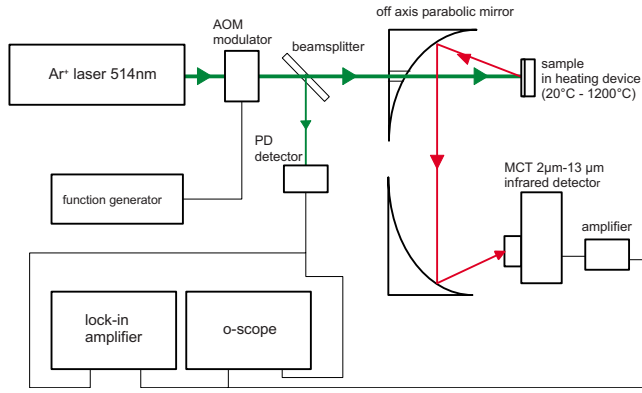 off axis parabolic mirror
AOM
modulator
beamsplitter
Ar⁺ laser 514nm
sample
in heating device
(20°C - 1200°C)
PD
detector
MCT 2µm-13 µm
infrared detector
function generator
amplifier
lock-in
amplifier
o-scope